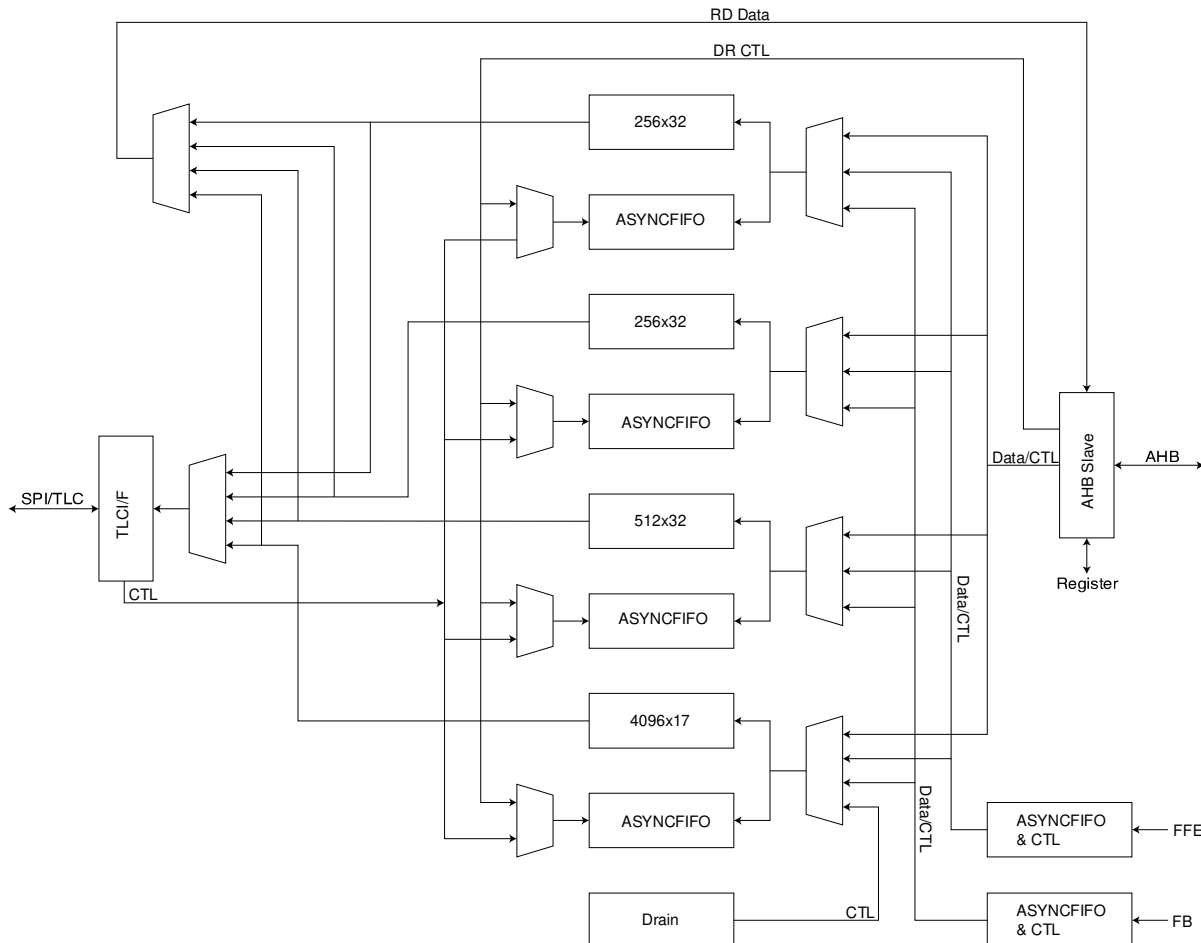 RD Data
DR CTL
256x32
ASYNCFIFO
256x32
ASYNCFIFO
AHB Slave
Data/CTL
AHB
SPI/TLC
TLCI/F
512x32
Register
CTL
Data/CTL
ASYNCFIFO
4096x17
Data/CTL
ASYNCFIFO
ASYNCFIFO
& CTL
FFE
Drain
CTL
ASYNCFIFO
& CTL
FB